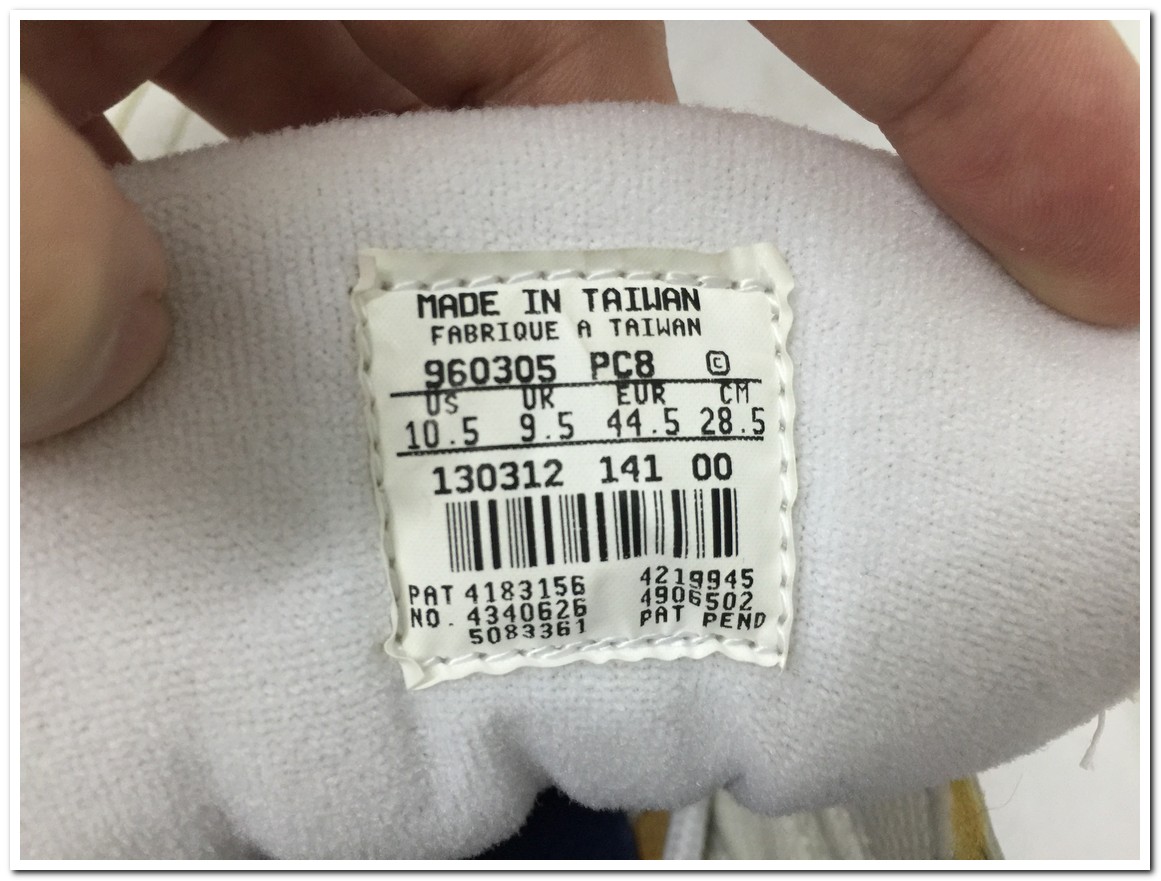 MADE IN TAIWAN
FABRIQUE A TAIWAN
960305 PC8 ©
US UK EUR CM
10.5 9.5 44.5 28.5
130312 141 00
PAT 4183156 4219945
NO. 4340626 4906502
5083361 PAT PEND